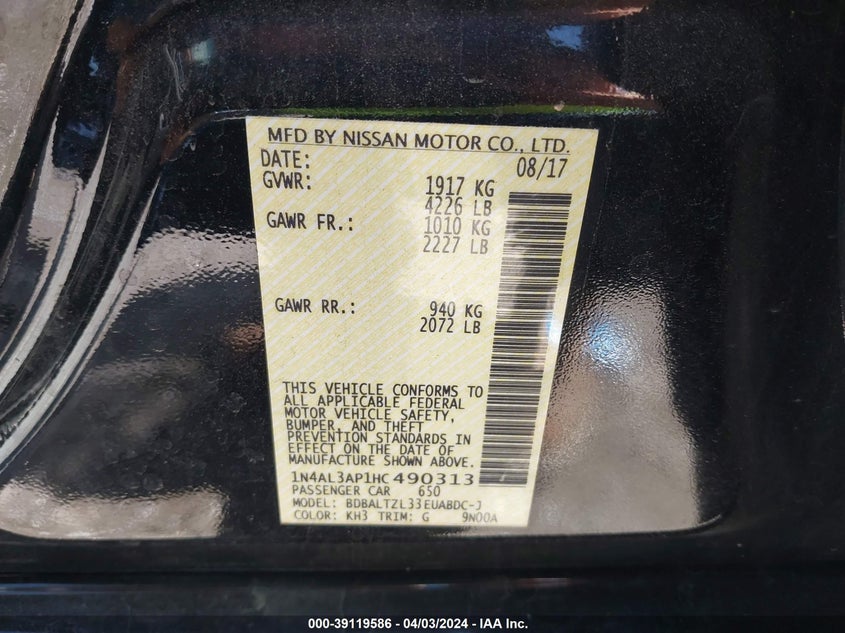 MFD BY NISSAN MOTOR CO., LTD.
DATE: 08/17
GVWR: 1917 KG
4226 LB
GAWR FR.: 1010 KG
2227 LB
GAWR RR.: 940 KG
2072 LB
THIS VEHICLE CONFORMS TO
ALL APPLICABLE FEDERAL
MOTOR VEHICLE SAFETY,
BUMPER, AND THEFT
PREVENTION STANDARDS IN
EFFECT ON THE DATE OF
MANUFACTURE SHOWN ABOVE.
1N4AL3AP1HC490313
PASSENGER CAR 650
MODEL: BDBALTZL33EUABDC-J
COLOR: KH3 TRIM: G 9N00A
000-39119586 - 04/03/2024 - IAA Inc.